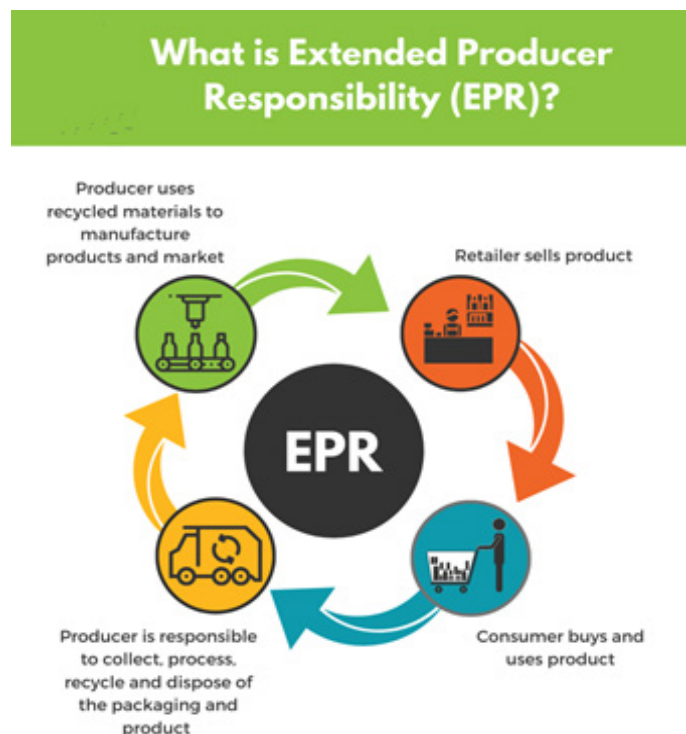 What is Extended Producer
Responsibility (EPR)?
Producer uses
recycled materials to
manufacture
products and market
Retailer sells product
EPR
Producer is responsible
to collect, process,
recycle and dispose of
the packaging and
product
Consumer buys and
uses product